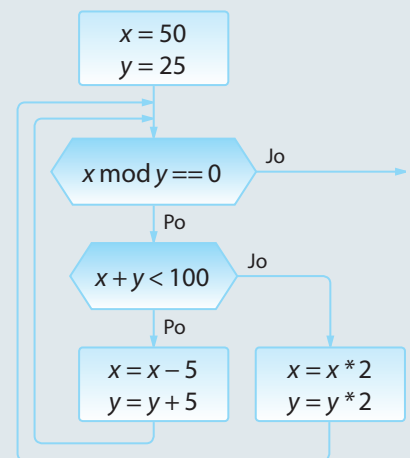 x = 50
y = 25
x mod y == 0
Jo
Po
x + y < 100
Jo
Po
x = x – 5
y = y + 5
x = x * 2
y = y * 2